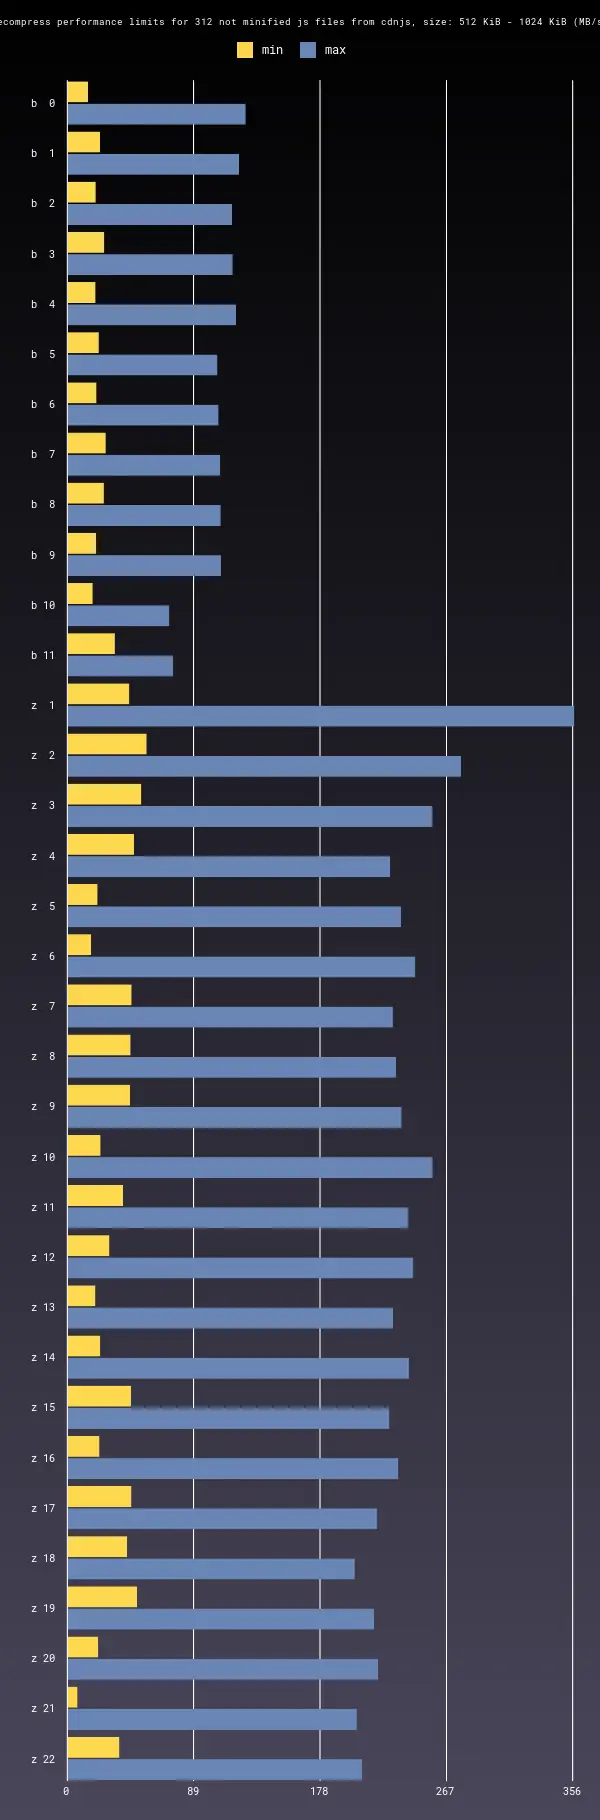 ecompress performance limits for 312 not minified js files from cdnjs, size: 512 KiB - 1024 KiB (MB/s
min max
b 0
b 1
b 2
b 3
b 4
b 5
b 6
b 7
b 8
b 9
b 10
b 11
z 1
z 2
z 3
z 4
z 5
z 6
z 7
z 8
z 9
z 10
z 11
z 12
z 13
z 14
z 15
z 16
z 17
z 18
z 19
z 20
z 21
z 22
0 89 178 267 356